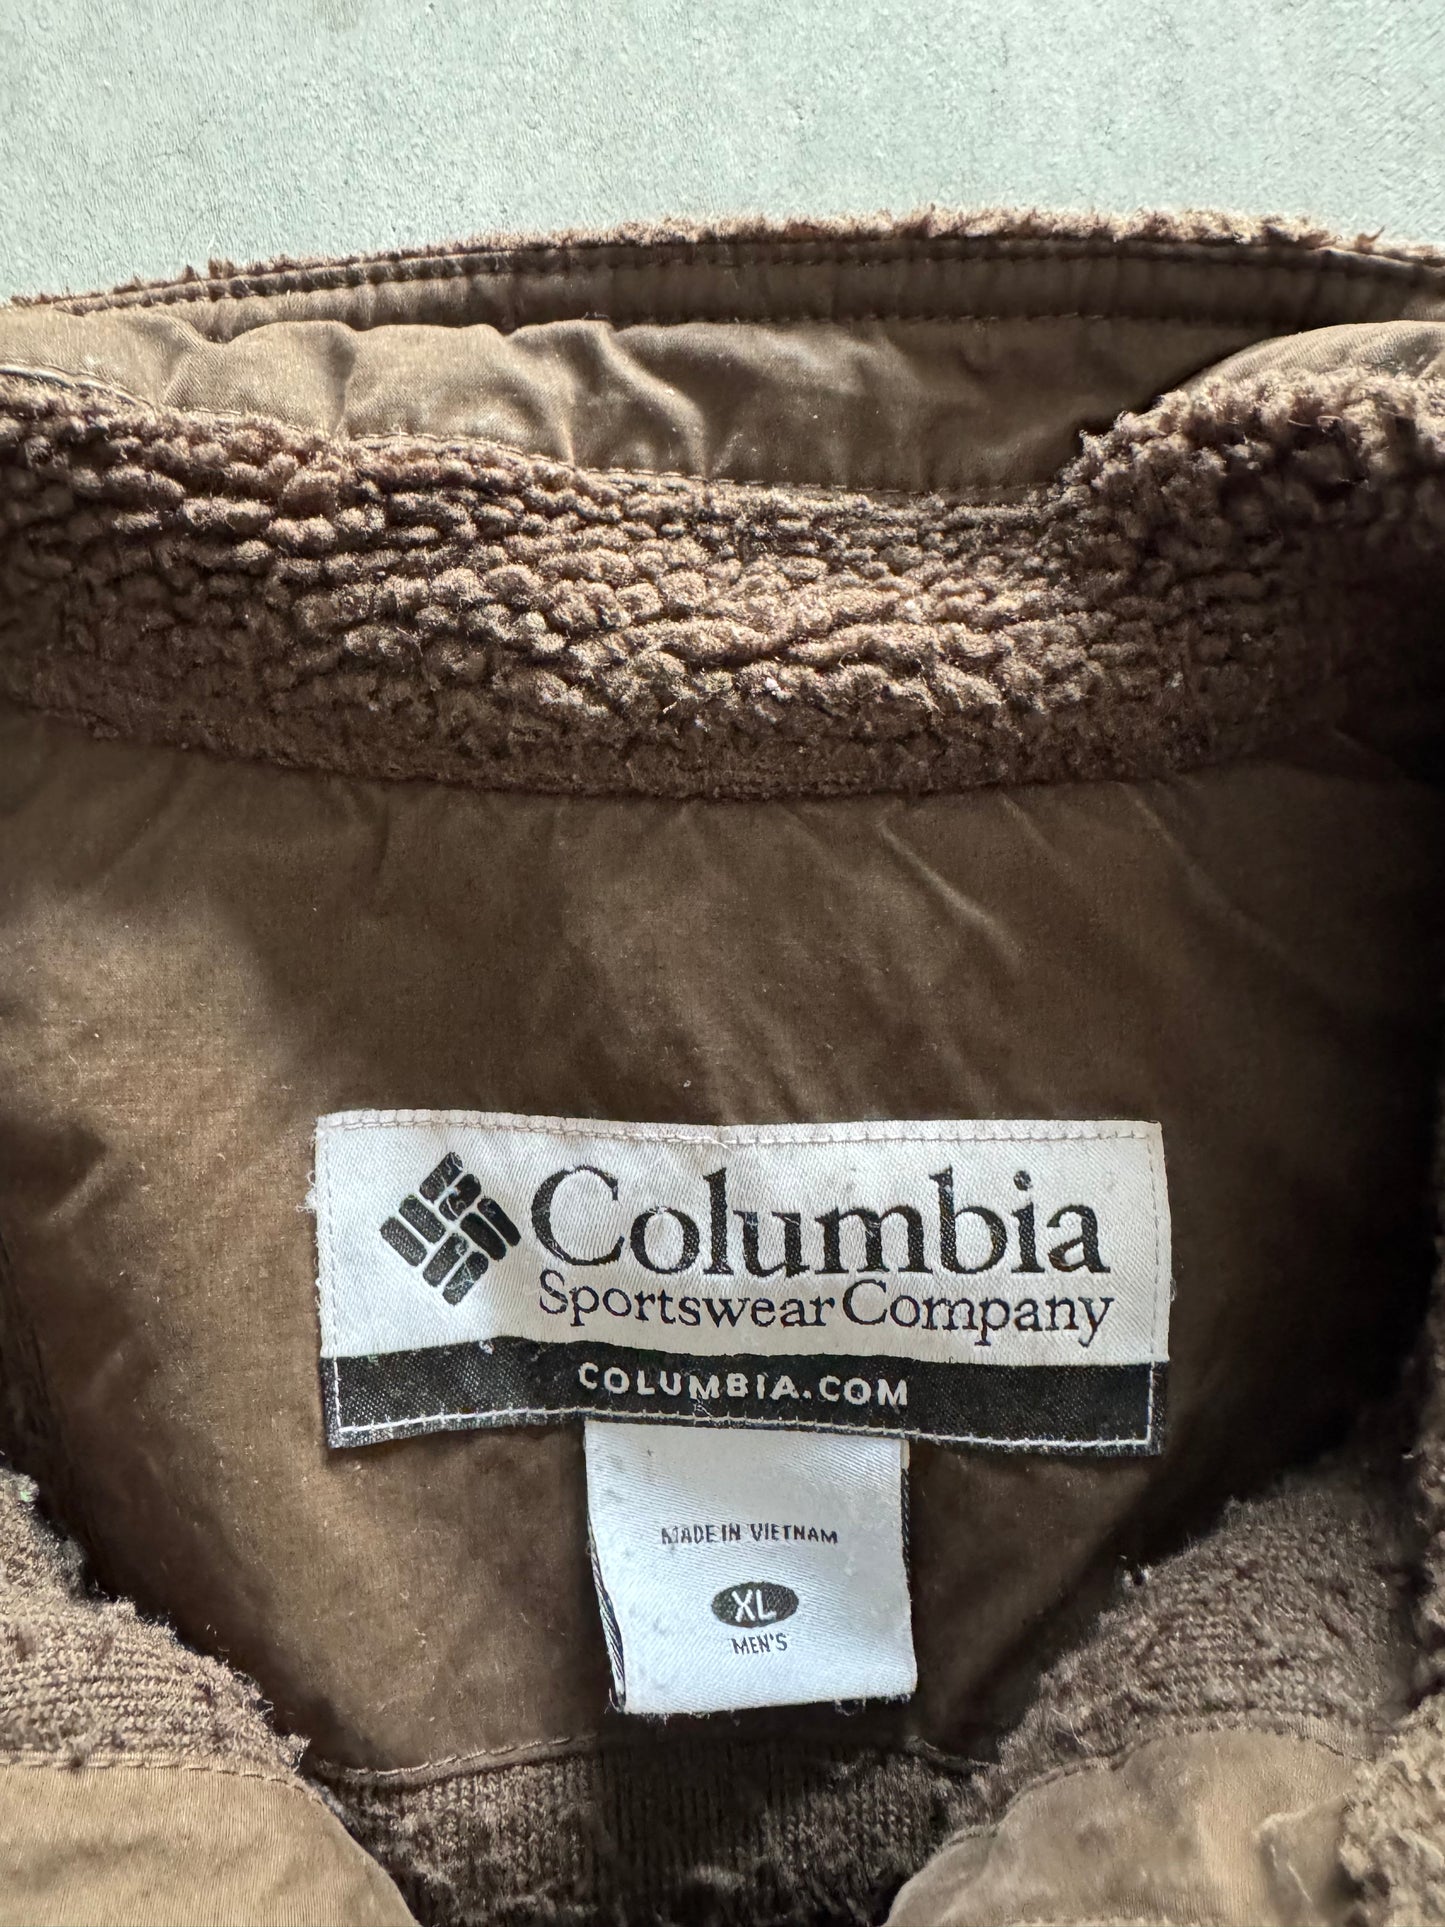 Columbia
Sportswear Company
COLUMBIA.COM
MADE IN VIETNAM
XL
MEN'S